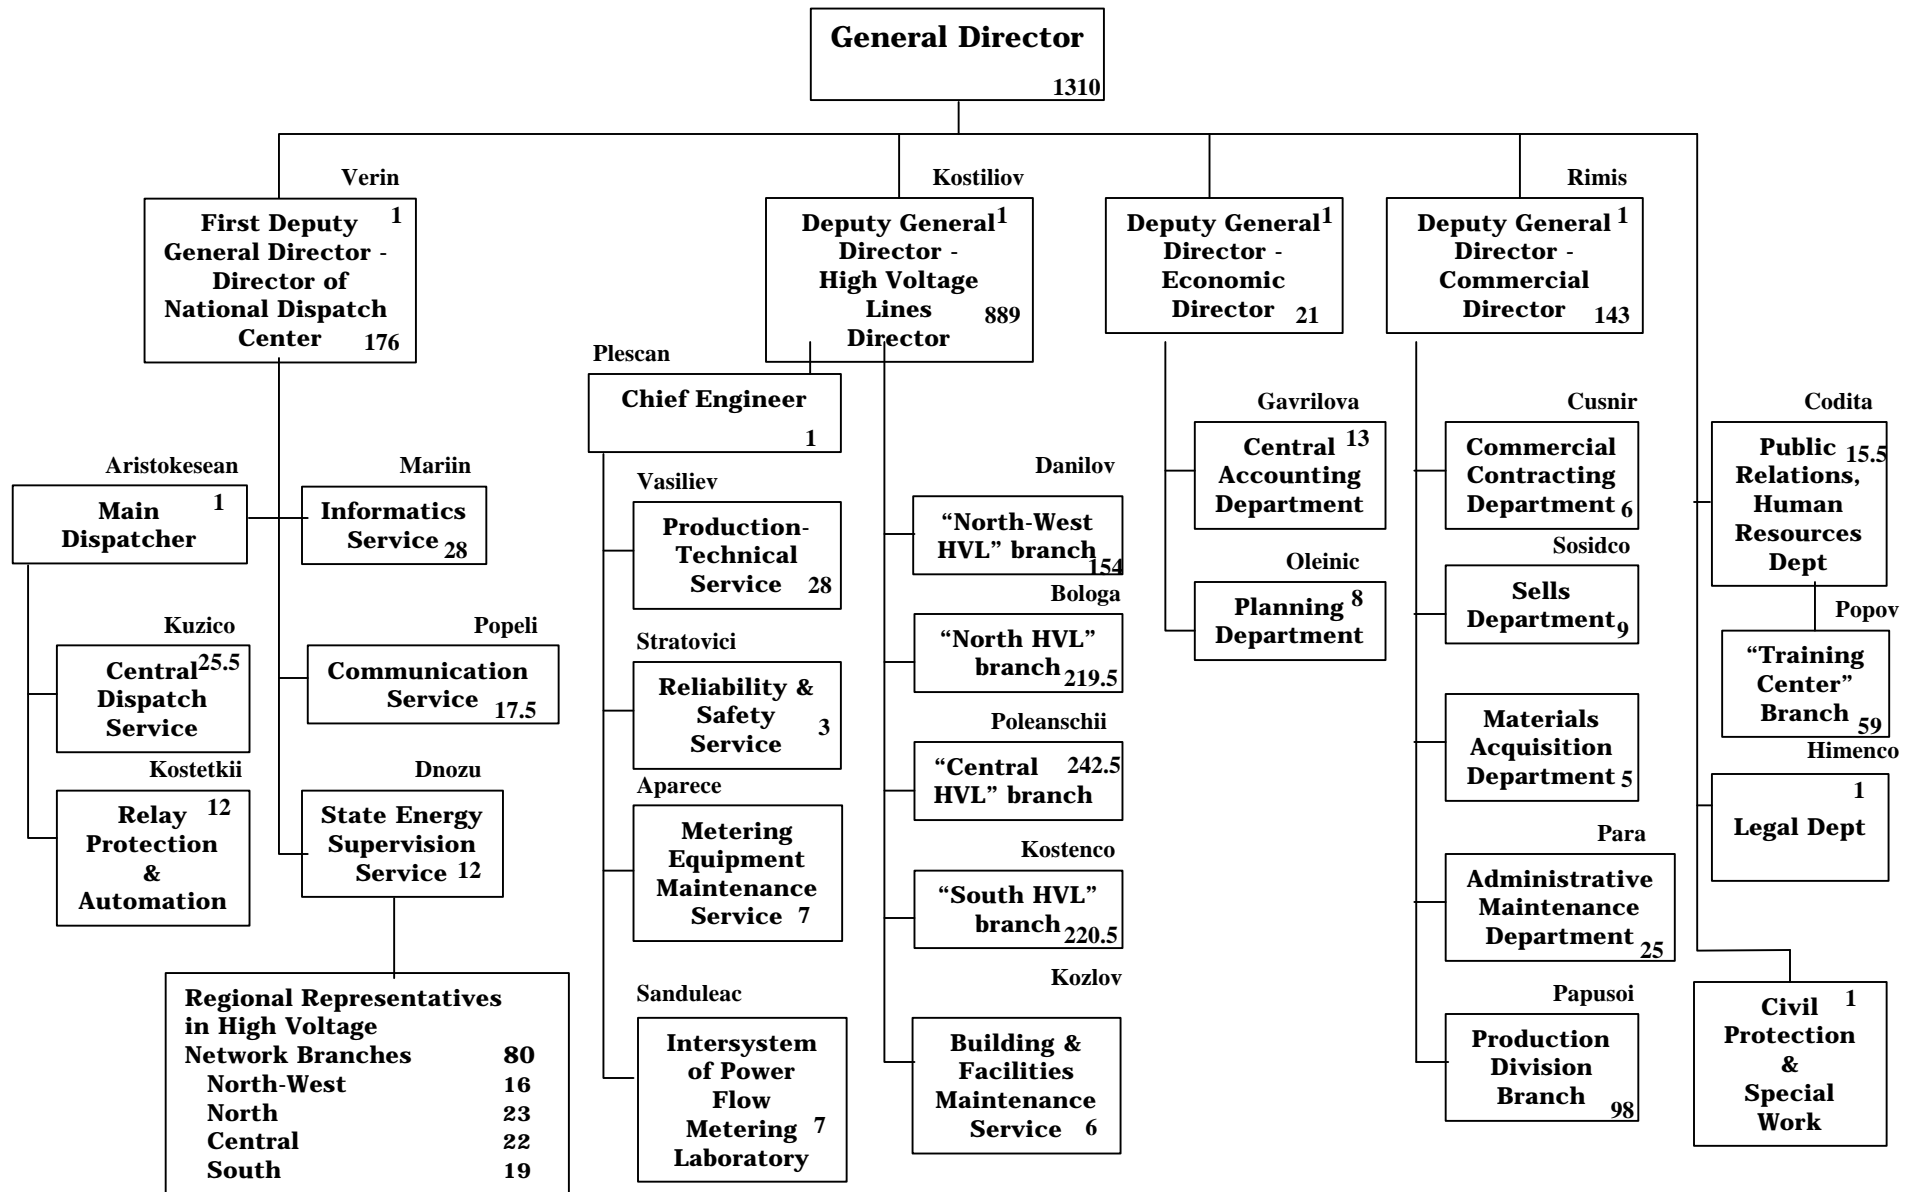 General Director
1310
Verin
First Deputy 1
General Director -
Director of
National Dispatch
Center 176
Kostiliov
Deputy General 1
Director -
High Voltage
Lines 889
Director
Deputy General 1
Director -
Economic
Director 21
Rimis
Deputy General 1
Director -
Commercial
Director 143
Aristokesean
Main 1
Dispatcher
Mariin
Informatics
Service 28
Kuzico
Central 25.5
Dispatch
Service
Popeli
Communication
Service 17.5
Kostetkii
Relay 12
Protection
&
Automation
Dnozu
State Energy
Supervision
Service 12
Regional Representatives
in High Voltage
Network Branches 80
North-West 16
North 23
Central 22
South 19
Plescan
Chief Engineer
1
Vasiliev
Production-
Technical
Service 28
Stratovici
Reliability &
Safety
Service 3
Aparece
Metering
Equipment
Maintenance
Service 7
Sanduleac
Intersystem
of Power
Flow
Metering 7
Laboratory
Danilov
“North-West
HVL” branch
154
Bologa
“North HVL”
branch 219.5
Poleanschii
“Central 242.5
HVL” branch
Kostenco
“South HVL”
branch 220.5
Kozlov
Building &
Facilities
Maintenance
Service 6
Gavrilova
Central 13
Accounting
Department
Oleinic
Planning 8
Department
Cusnir
Commercial
Contracting
Department 6
Sosidco
Sells
Department 9
Materials
Acquisition
Department 5
Para
Administrative
Maintenance
Department 25
Papusoi
Production
Division
Branch 98
Codita
Public 15.5
Relations,
Human
Resources
Dept
Popov
“Training
Center”
Branch 59
Himenco
1
Legal Dept
Civil 1
Protection
&
Special
Work